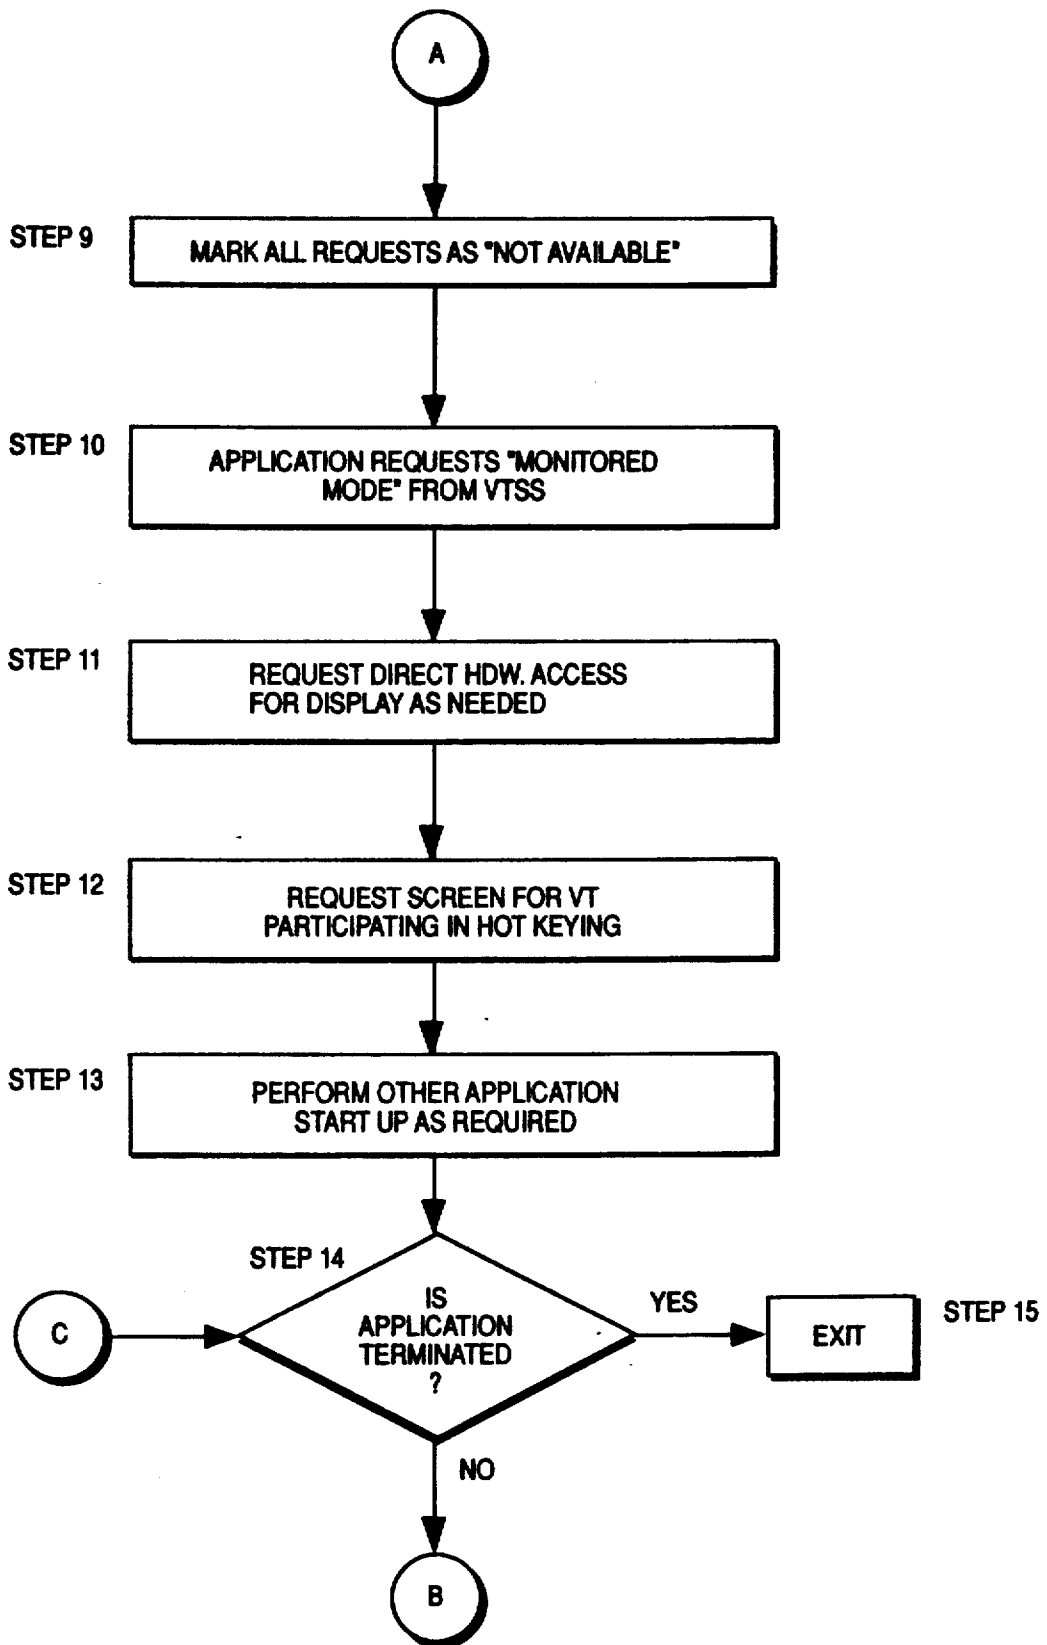 A
STEP 9
MARK ALL REQUESTS AS "NOT AVAILABLE"
STEP 10
APPLICATION REQUESTS "MONITORED
MODE" FROM VTSS
STEP 11
REQUEST DIRECT HDW. ACCESS
FOR DISPLAY AS NEEDED
STEP 12
REQUEST SCREEN FOR VT
PARTICIPATING IN HOT KEYING
STEP 13
PERFORM OTHER APPLICATION
START UP AS REQUIRED
STEP 14
IS
APPLICATION
TERMINATED
?
C
YES
EXIT
STEP 15
NO
B